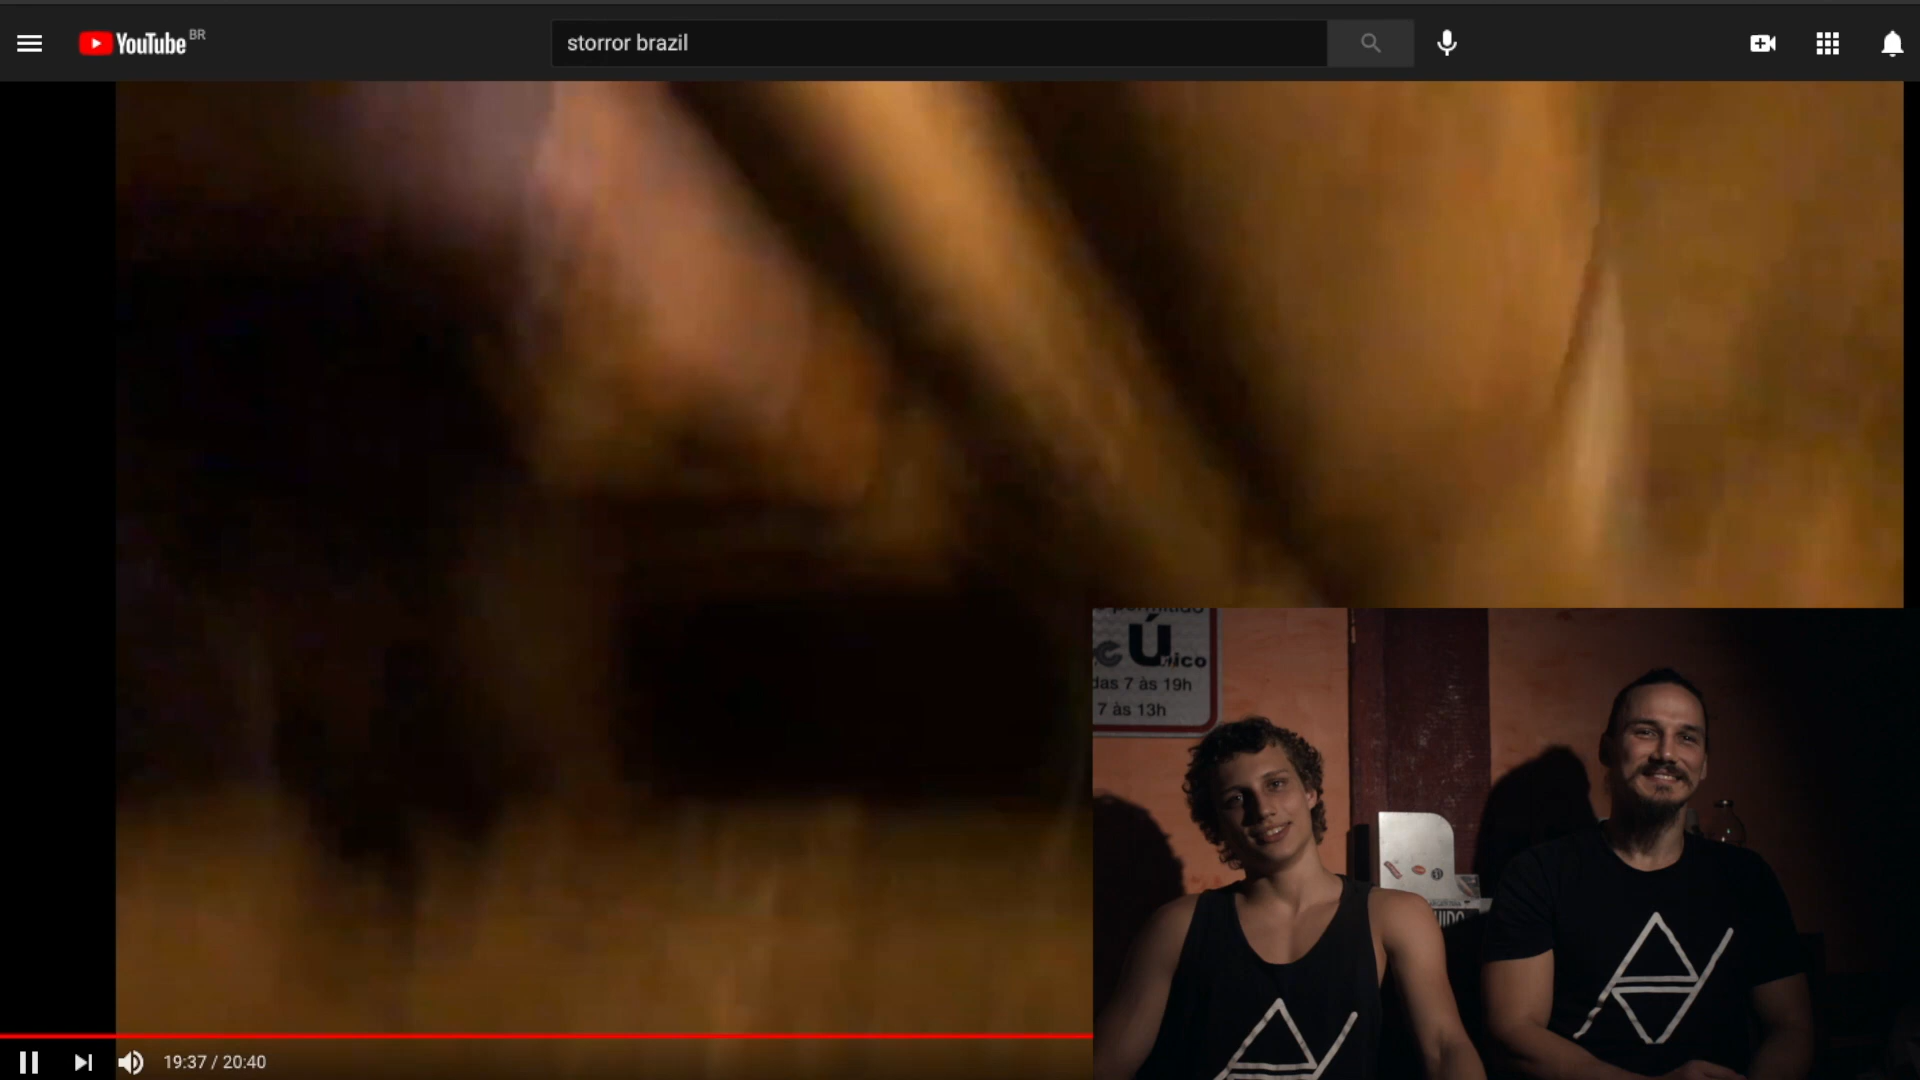 YouTube BR
storror brazil
Único
das 7 às 19h
7 às 13h
19:37 / 20:40